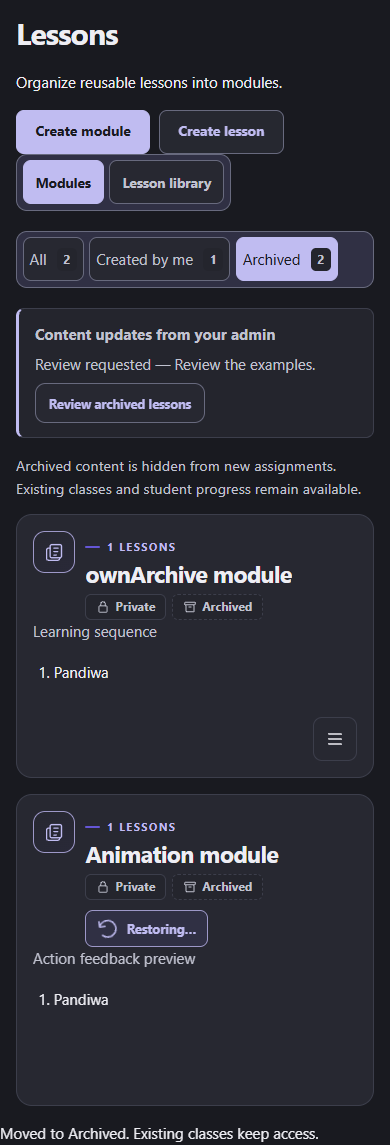 Lessons
Organize reusable lessons into modules.
Create module
Create lesson
Modules
Lesson library
All 2
Created by me 1
Archived 2
Content updates from your admin
Review requested — Review the examples.
Review archived lessons
Archived content is hidden from new assignments.
Existing classes and student progress remain available.
1 LESSONS
ownArchive module
Private
Archived
Learning sequence
1. Pandiwa
1 LESSONS
Animation module
Private
Archived
Restoring...
Action feedback preview
1. Pandiwa
Moved to Archived. Existing classes keep access.